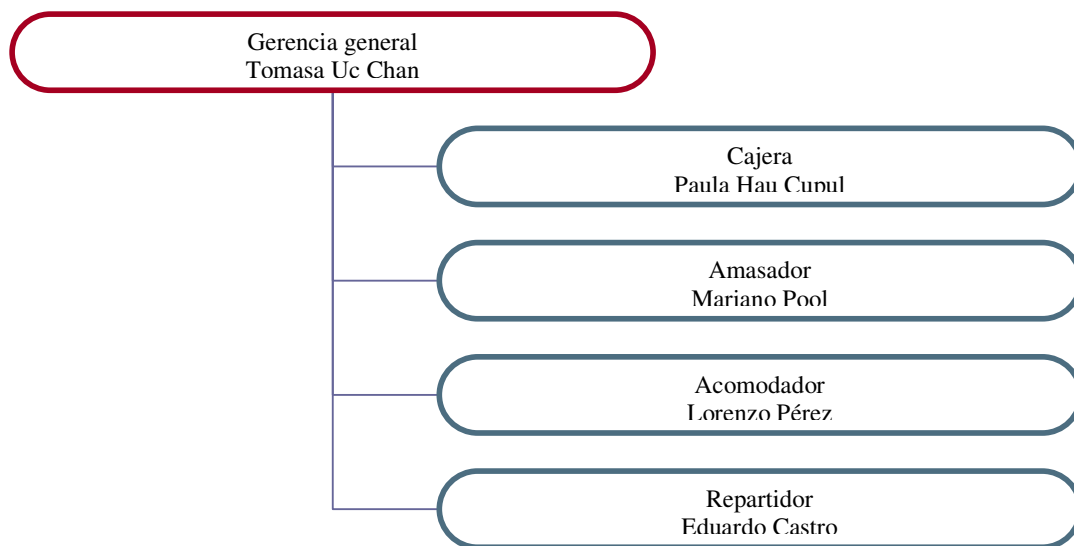 Gerencia general
Tomasa Uc Chan
Cajera
Paula Hau Cupul
Amasador
Mariano Pool
Acomodador
Lorenzo Pérez
Repartidor
Eduardo Castro